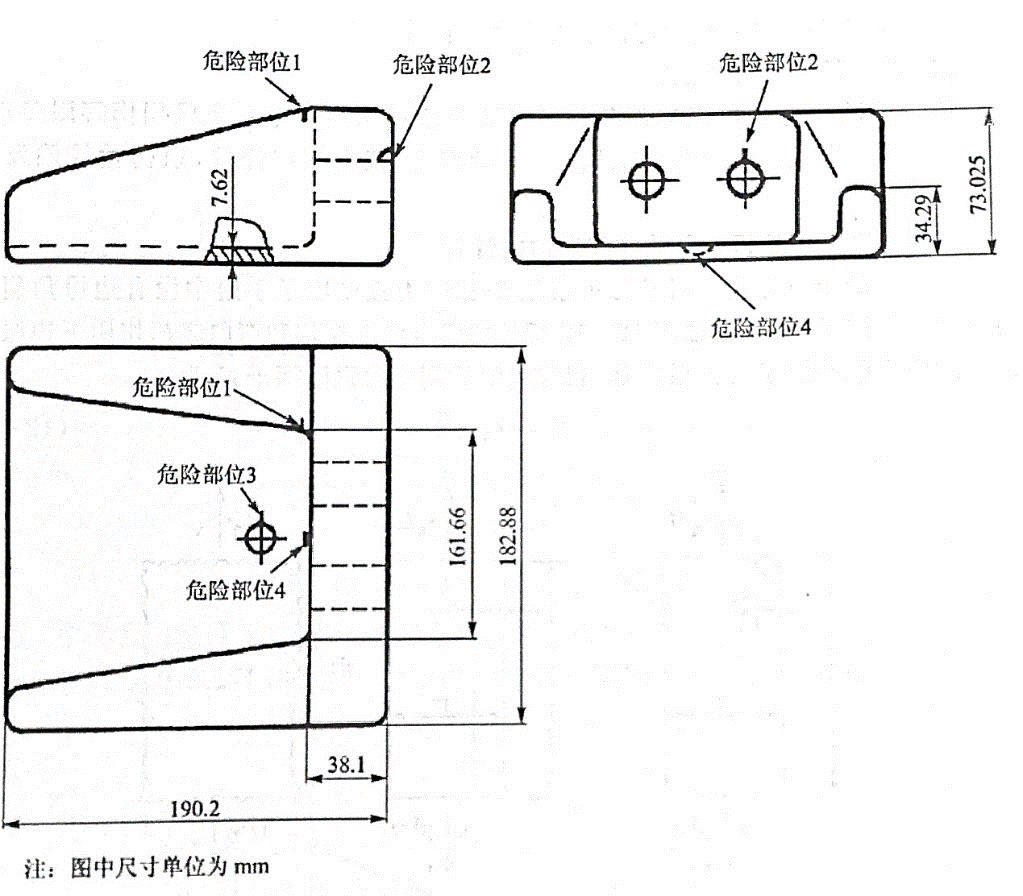 危险部位1
危险部位2
7.62
危险部位2
34.29
73.025
危险部位4
危险部位1
危险部位3
危险部位4
161.66
182.88
38.1
190.2
注：图中尺寸单位为 mm